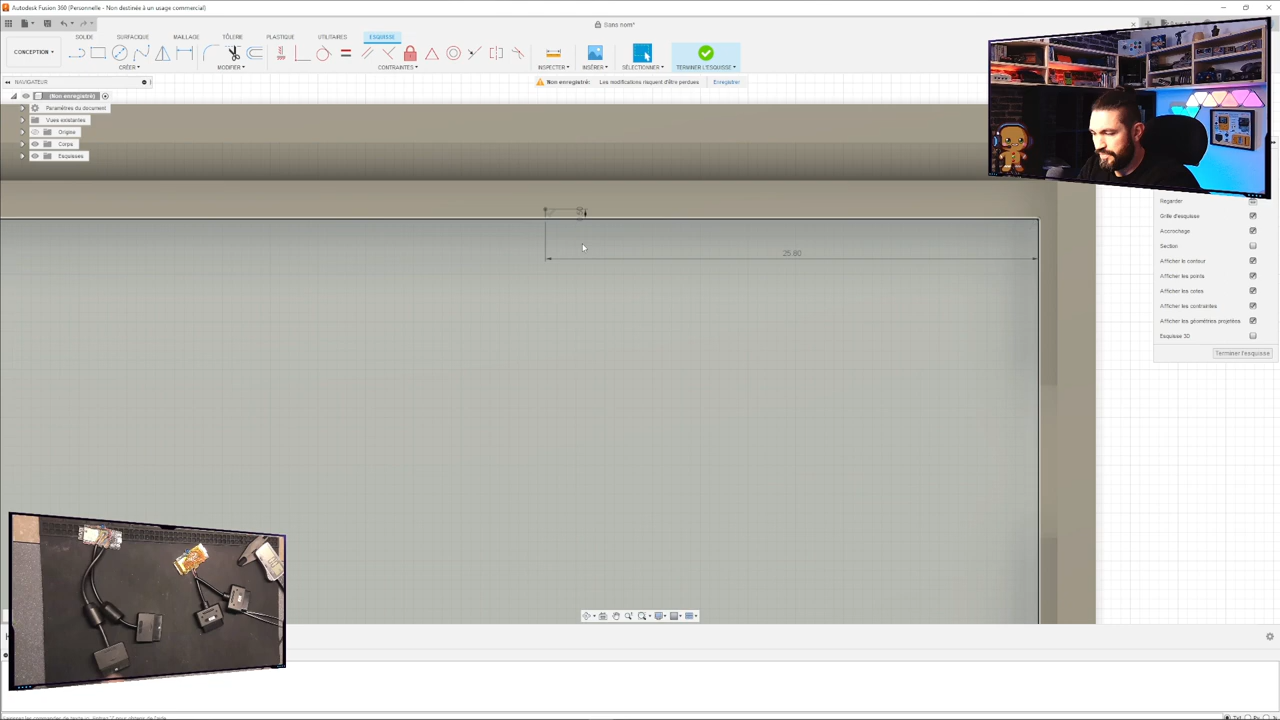 Autodesk Fusion 360 (Personnelle - Non destinée à un usage commercial)
Sans nom*
SOLIDE SURFACIQUE MAILLAGE TÔLERIE PLASTIQUE UTILITAIRES ESQUISSE
CONCEPTION
CRÉER MODIFIER CONTRAINTES INSPECTER INSÉRER SÉLECTIONNER TERMINER L'ESQUISSE
NAVIGATEUR
Non enregistré: Les modifications risquent d'être perdues Enregistrer
(Non enregistré)
Paramètres du document
Vues existantes
Origine
Corps
Esquisses
25.80
Regarder
Grille d'esquisse
Accrochage
Section
Afficher le contour
Afficher les points
Afficher les cotes
Afficher les contraintes
Afficher les géométries projetées
Esquisse 3D
Terminer l'esquisse
Txt